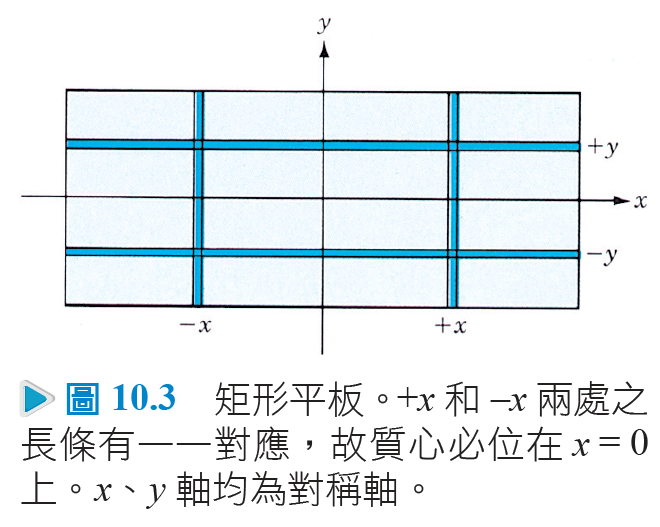 y
+y
x
−y
−x
+x
圖 10.3 矩形平板。+x 和 –x 兩處之
長條有一一對應，故質心必位在 x = 0
上。x、y 軸均為對稱軸。